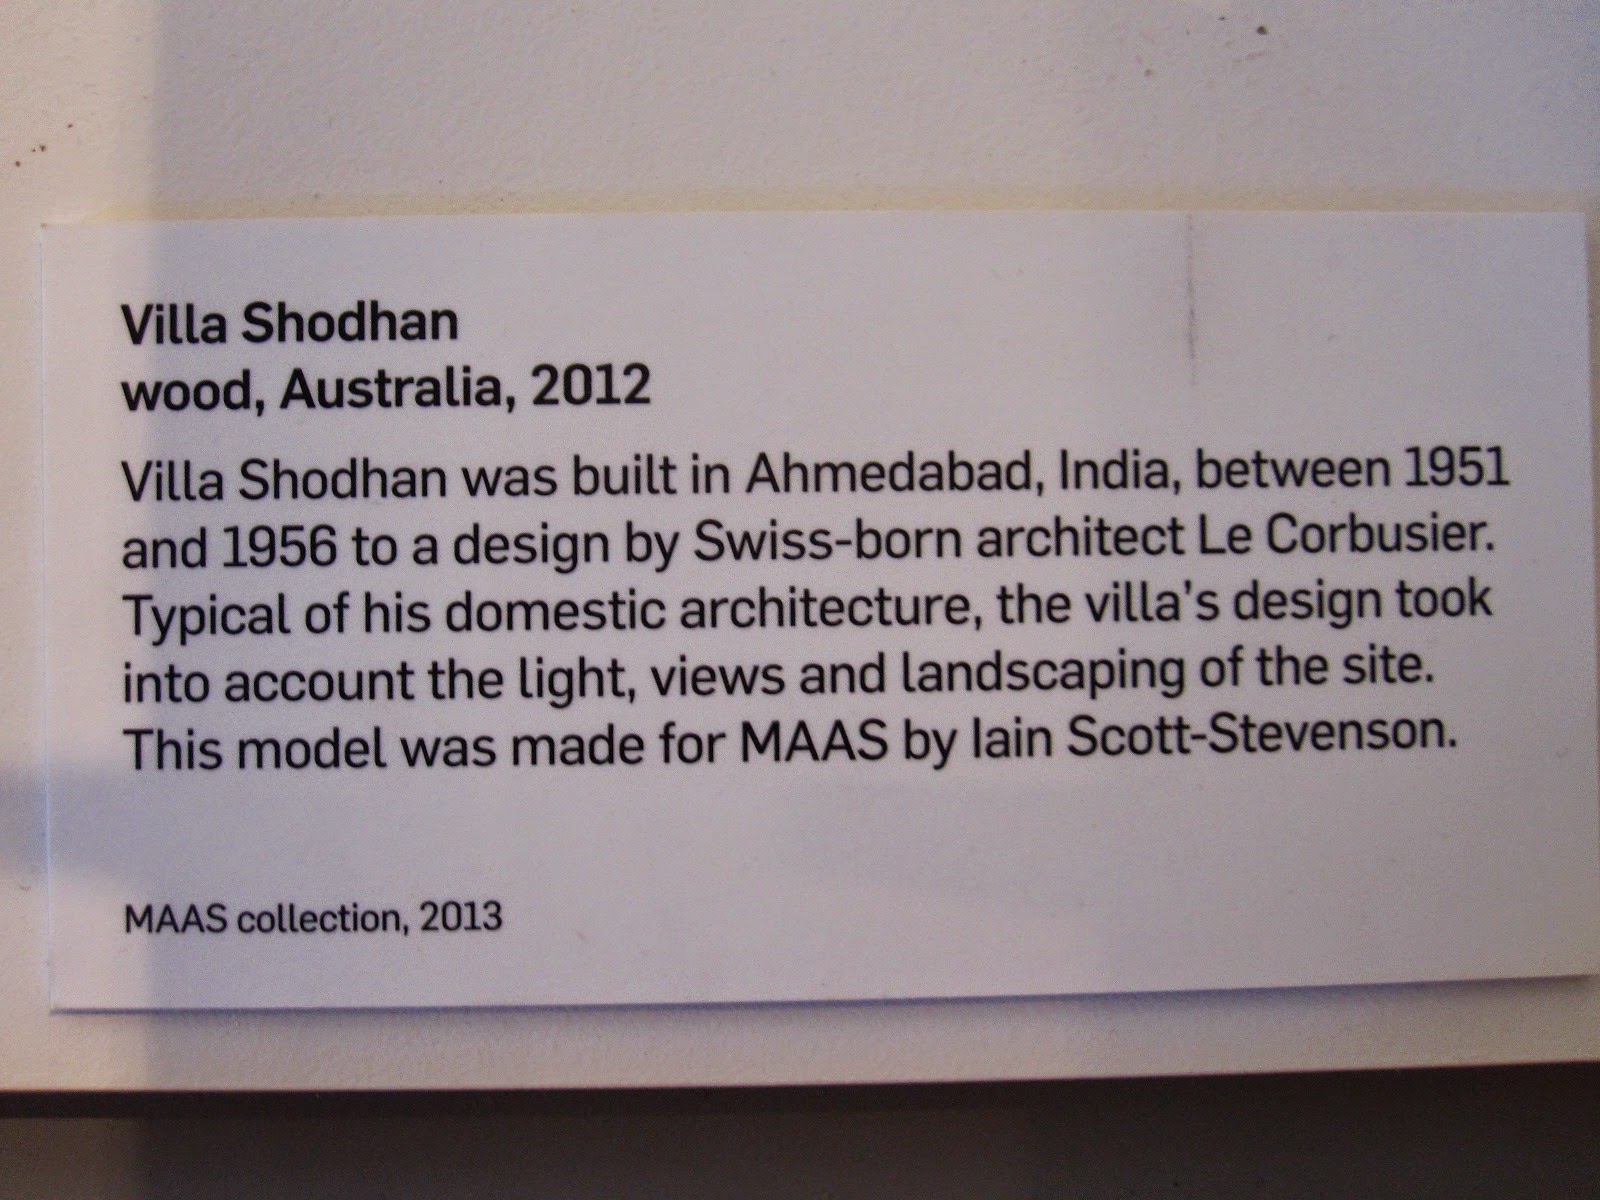 Villa Shodhan
wood, Australia, 2012
Villa Shodhan was built in Ahmedabad, India, between 1951
and 1956 to a design by Swiss-born architect Le Corbusier.
Typical of his domestic architecture, the villa's design took
into account the light, views and landscaping of the site.
This model was made for MAAS by Iain Scott-Stevenson.
MAAS collection, 2013